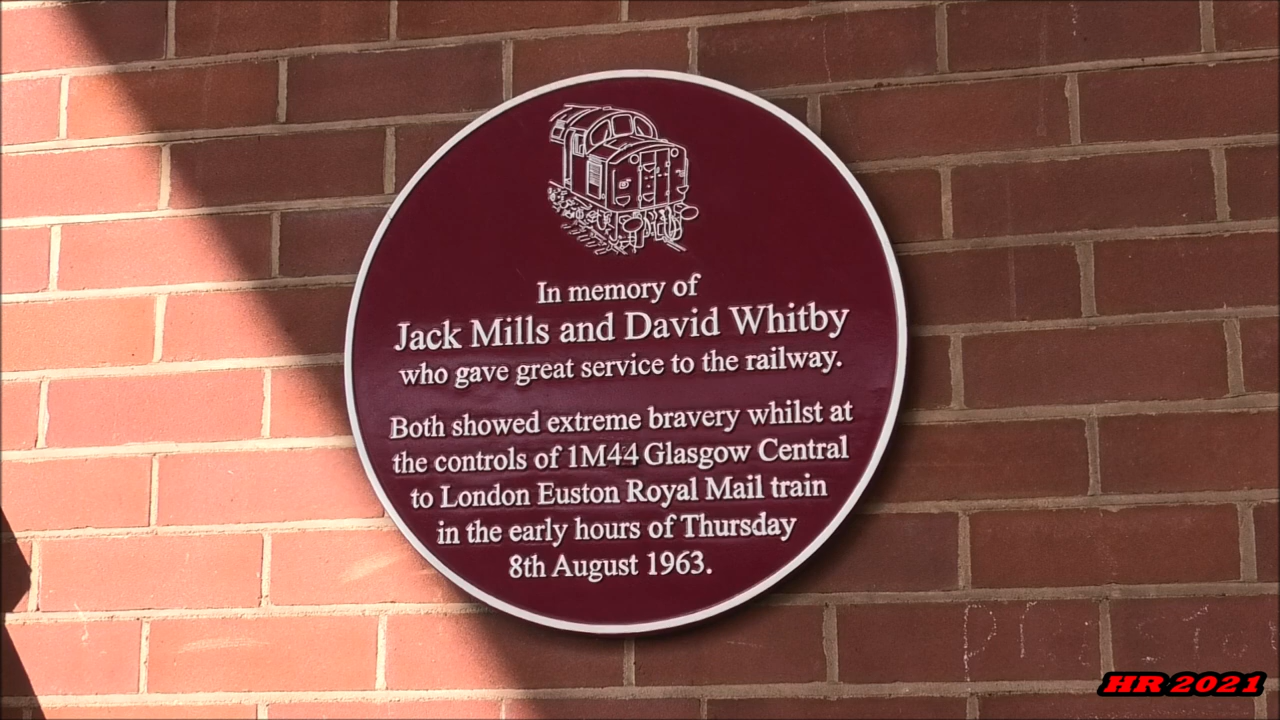 In memory of
Jack Mills and David Whitby
who gave great service to the railway.
Both showed extreme bravery whilst at
the controls of 1M44 Glasgow Central
to London Euston Royal Mail train
in the early hours of Thursday
8th August 1963.
HR 2021